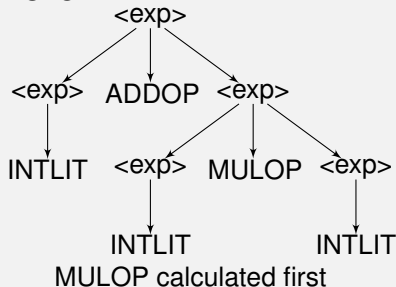 <exp>
<exp> ADDOP <exp>
INTLIT <exp> MULOP <exp>
INTLIT INTLIT
MULOP calculated first